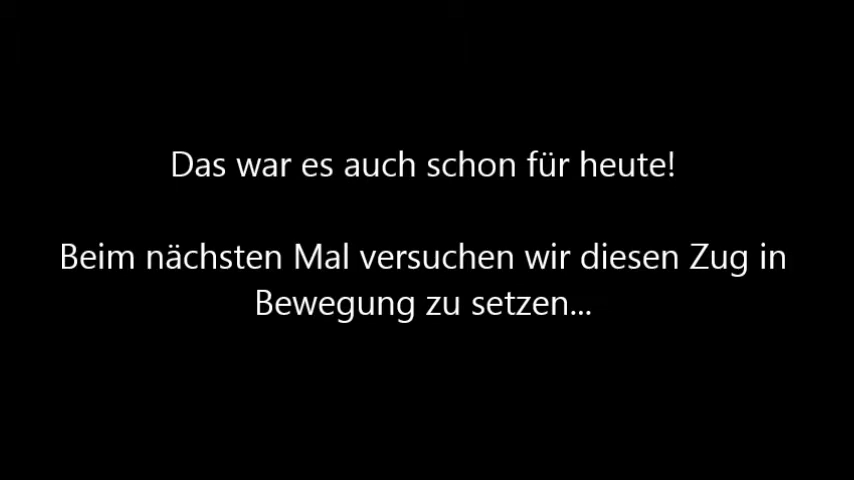 Das war es auch schon für heute!
Beim nächsten Mal versuchen wir diesen Zug in
Bewegung zu setzen...